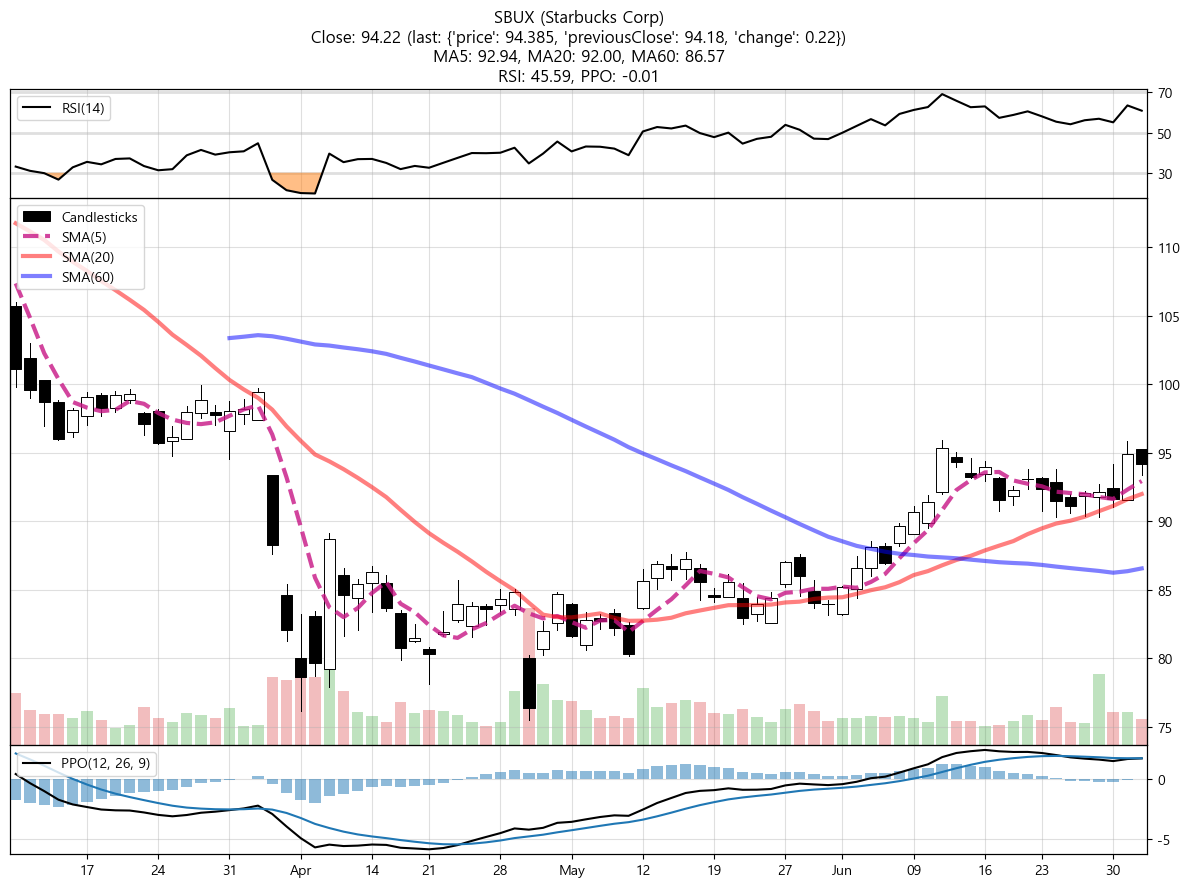 SBUX (Starbucks Corp)
Close: 94.22 (last: {'price': 94.385, 'previousClose': 94.18, 'change': 0.22})
MA5: 92.94, MA20: 92.00, MA60: 86.57
RSI: 45.59, PPO: -0.01
RSI(14)
70
50
30
Candlesticks
SMA(5)
SMA(20)
SMA(60)
110
105
100
95
90
85
80
75
PPO(12, 26, 9)
0
-5
17 24 31 Apr 14 21 28 May 12 19 27 Jun 09 16 23 30